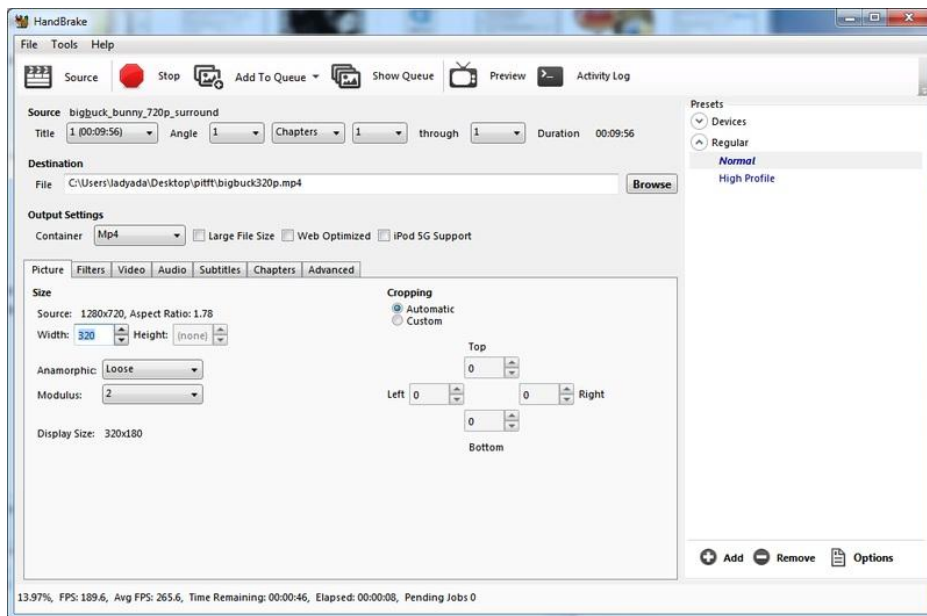 HandBrake
File Tools Help
Source Stop Add To Queue Show Queue Preview Activity Log
Source bigbuck_bunny_720p_surround
Title 1 (00:09:56) Angle 1 Chapters 1 through 1 Duration 00:09:56
Destination
File C:\Users\ladyada\Desktop\pitft\bigbuck320p.mp4 Browse
Output Settings
Container Mp4 Large File Size Web Optimized iPod 5G Support
Picture Filters Video Audio Subtitles Chapters Advanced
Size
Source: 1280x720, Aspect Ratio: 1.78
Width: 320 Height: (none)
Anamorphic: Loose
Modulus: 2
Display Size: 320x180
Cropping
Automatic
Custom
Top
0
Left 0 0 Right
0
Bottom
Presets
Devices
Regular
Normal
High Profile
Add Remove Options
13.97%, FPS: 189.6, Avg FPS: 265.6, Time Remaining: 00:00:46, Elapsed: 00:00:08, Pending Jobs 0